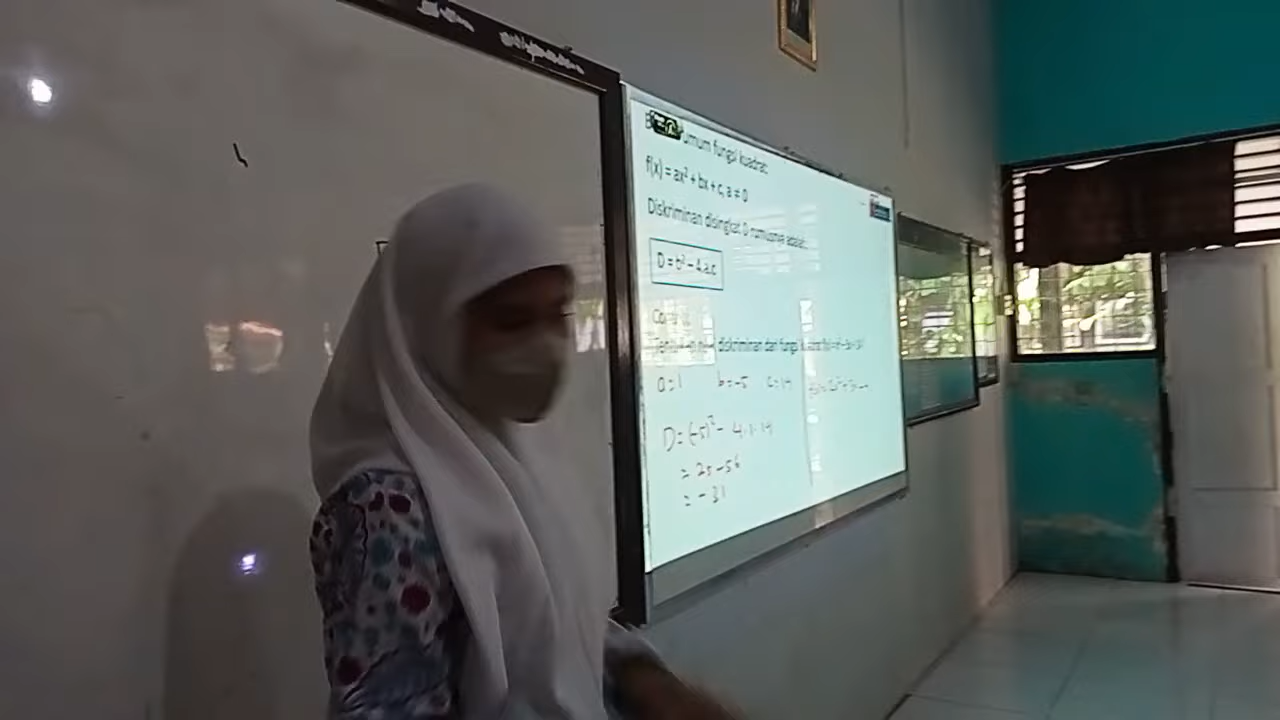 umum fungsi kuadrat:
f(x) = ax² + bx + c, a ≠ 0
Diskriminan disingkat D rumusnya adalah:
D = b² – 4.a.c
diskriminan dari fungsi
a = 1 b = -5 c = 14
D = (-5)² - 4.1.14
= 25 - 56
= - 31